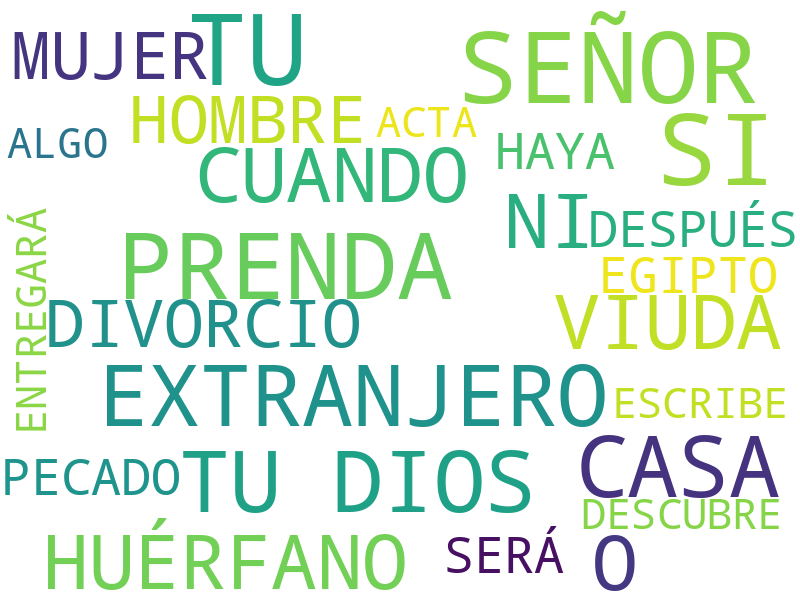 MUJER
TU
SEÑOR
HOMBRE
ACTA
SI
ALGO
CUANDO
HAYA
NI
DESPUÉS
PRENDA
EGIPTO
ENTREGARÁ
DIVORCIO
VIUDA
EXTRANJERO
ESCRIBE
PECADO
TU DIOS
CASA
DESCUBRE
HUÉRFANO
SERÁ
O